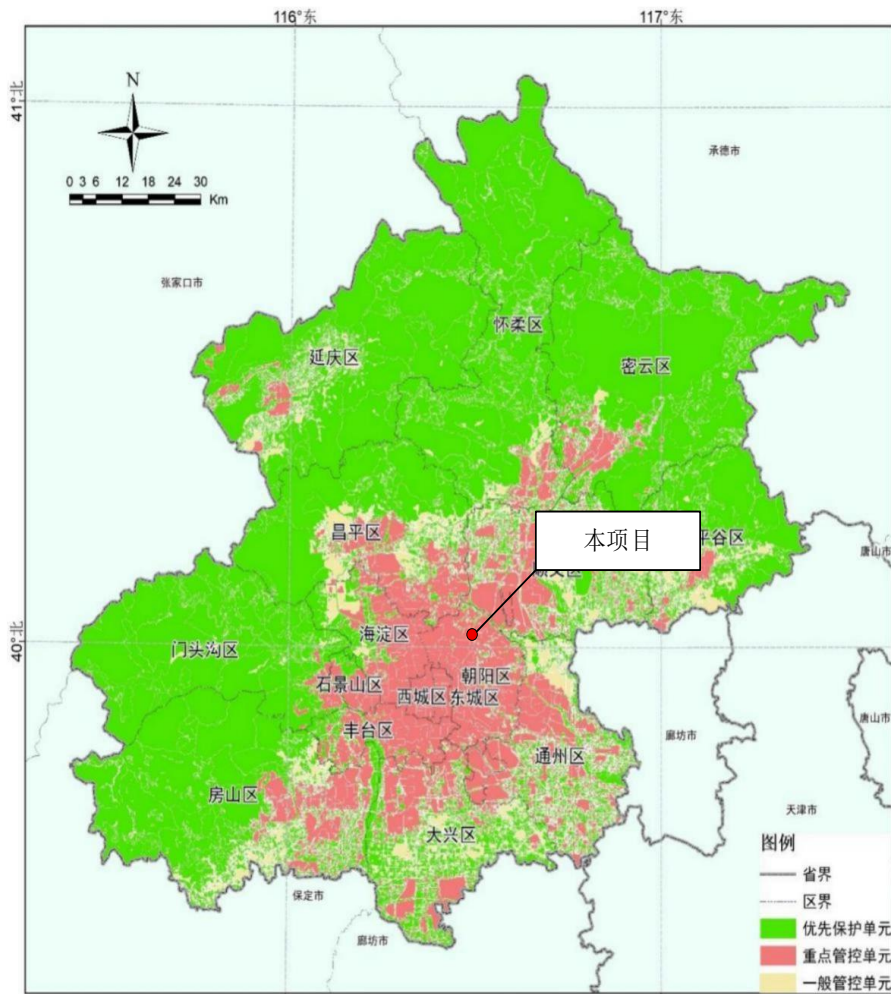 116°东
117°东
41°北
N
承德市
0 3 6 12 18 24 30
Km
张家口市
怀柔区
延庆区
密云区
昌平区
本项目
平谷区
唐山市
40°北
海淀区
门头沟区
朝阳区
石景山区
西城区
东城区
唐山市
丰台区
廊坊市
通州区
房山区
天津市
大兴区
图例
省界
保定市
区界
优先保护单元
廊坊市
重点管控单元
一般管控单元